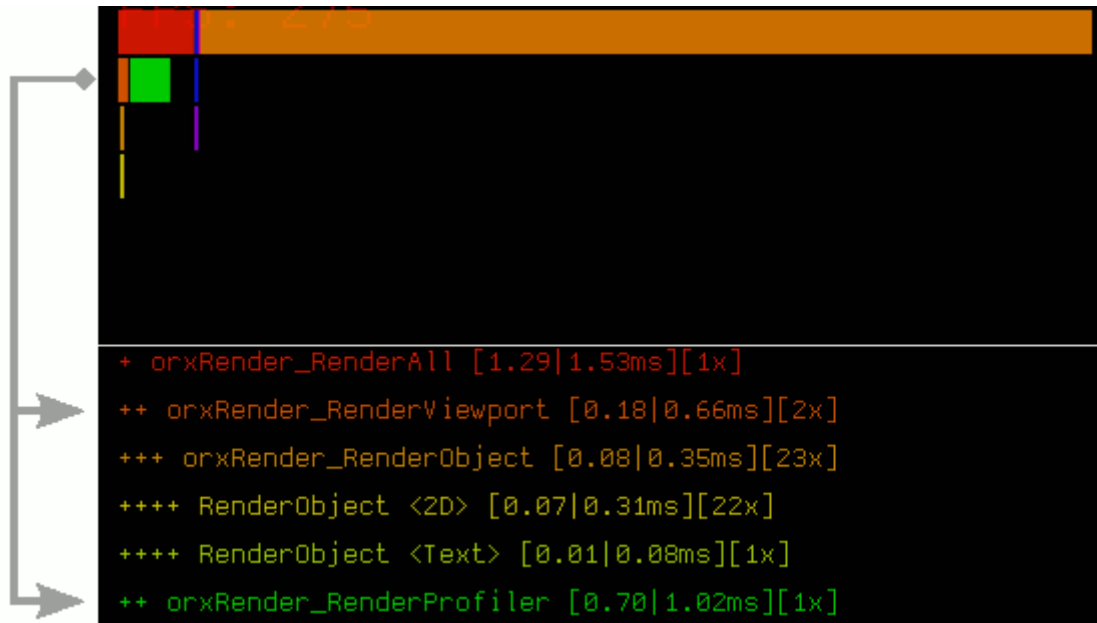 FPS: 275
+ orxRender_RenderAll [1.29|1.53ms][1x]
++ orxRender_RenderViewport [0.18|0.66ms][2x]
+++ orxRender_RenderObject [0.08|0.35ms][23x]
++++ RenderObject <2D> [0.07|0.31ms][22x]
++++ RenderObject <Text> [0.01|0.08ms][1x]
++ orxRender_RenderProfiler [0.70|1.02ms][1x]